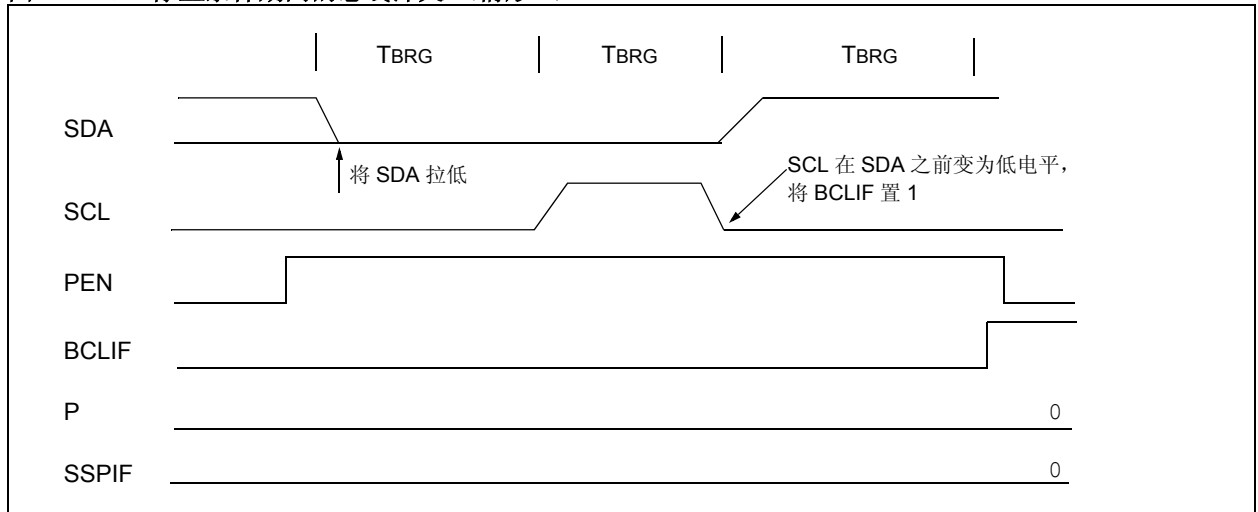 TBRG TBRG TBRG
SDA
将 SDA 拉低
SCL 在 SDA 之前变为低电平,
将 BCLIF 置 1
SCL
PEN
BCLIF
P 0
SSPIF 0